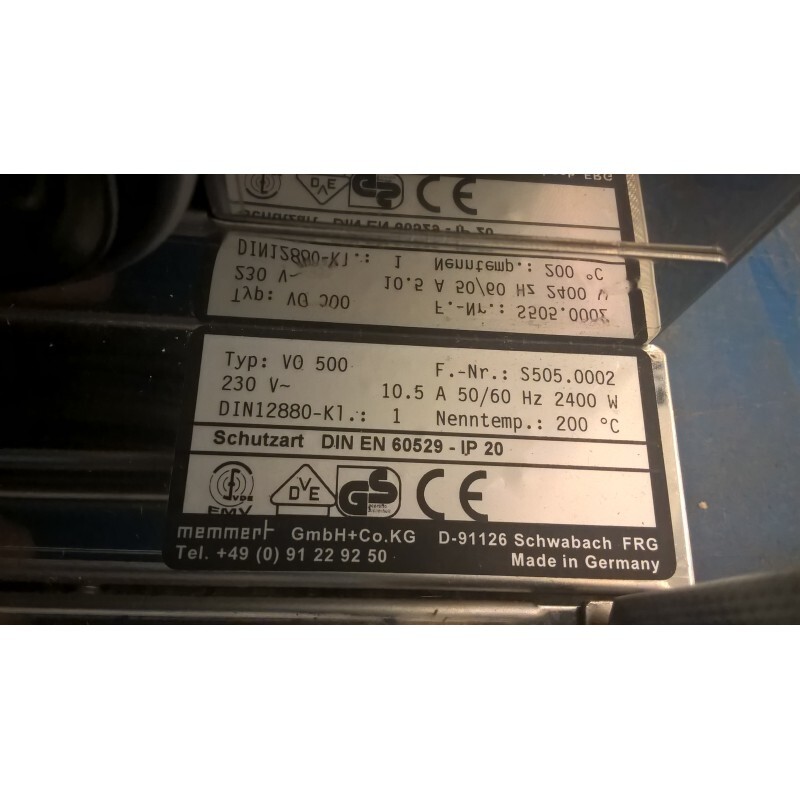 Typ: VO 500 F.-Nr.: S505.0002
230 V~ 10.5 A 50/60 Hz 2400 W
DIN12880-Kl.: 1 Nenntemp.: 200 °C
Schutzart DIN EN 60529 - IP 20
VDE
EMV
DVE
GS
CE
memmert GmbH+Co.KG D-91126 Schwabach FRG
Tel. +49 (0) 91 22 92 50 Made in Germany